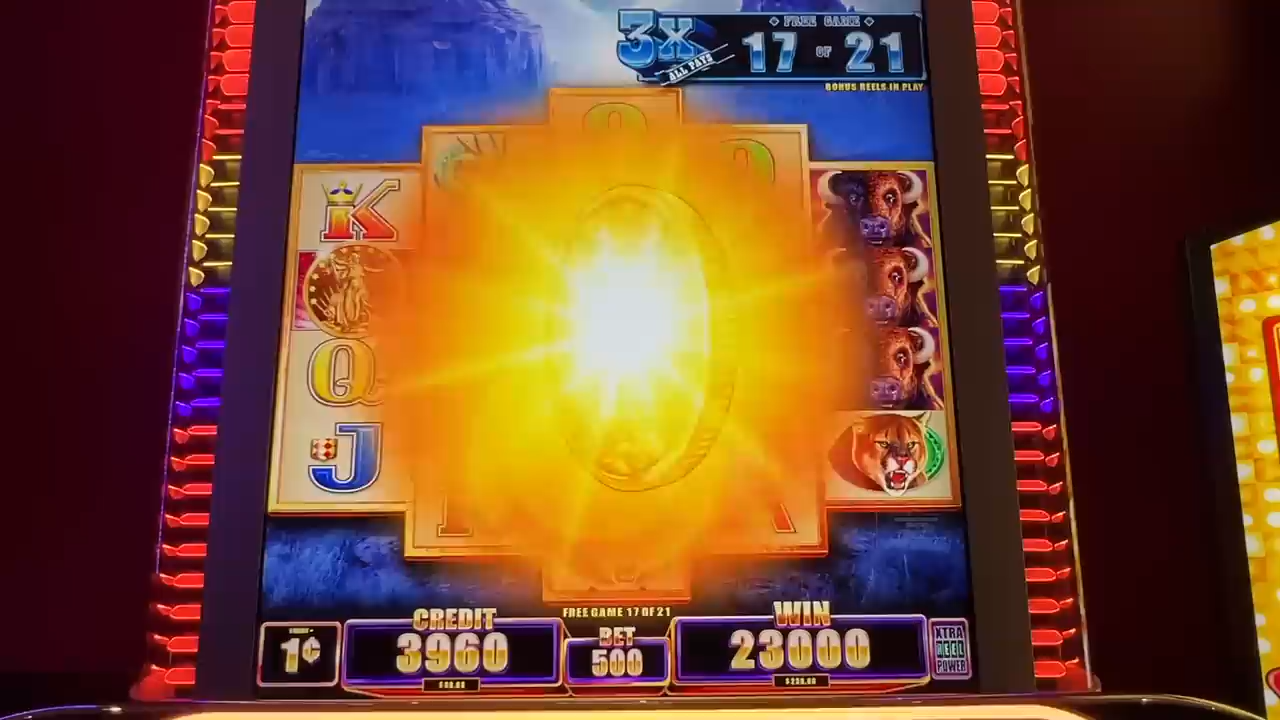 3X
ALL PAYS
FREE GAME
17 OF 21
BONUS REELS IN PLAY
K
Q
J
FREE GAME 17 OF 21
1¢
CREDIT
3960
BET
500
WIN
23000
XTRA
REEL
POWER